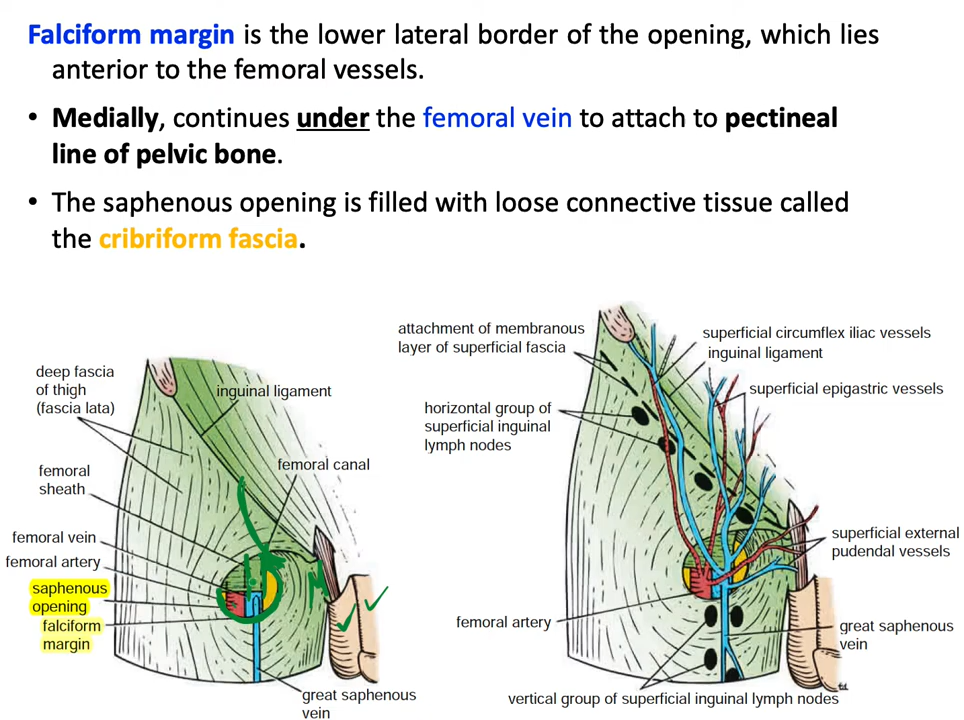 Falciform margin is the lower lateral border of the opening, which lies
anterior to the femoral vessels.
• Medially, continues under the femoral vein to attach to pectineal
line of pelvic bone.
• The saphenous opening is filled with loose connective tissue called
the cribriform fascia.
deep fascia
of thigh
(fascia lata)
inguinal ligament
femoral canal
femoral
sheath
femoral vein
femoral artery
saphenous
opening
falciform
margin
great saphenous
vein
attachment of membranous
layer of superficial fascia
superficial circumflex iliac vessels
inguinal ligament
superficial epigastric vessels
horizontal group of
superficial inguinal
lymph nodes
superficial external
pudendal vessels
femoral artery
great saphenous
vein
vertical group of superficial inguinal lymph nodes